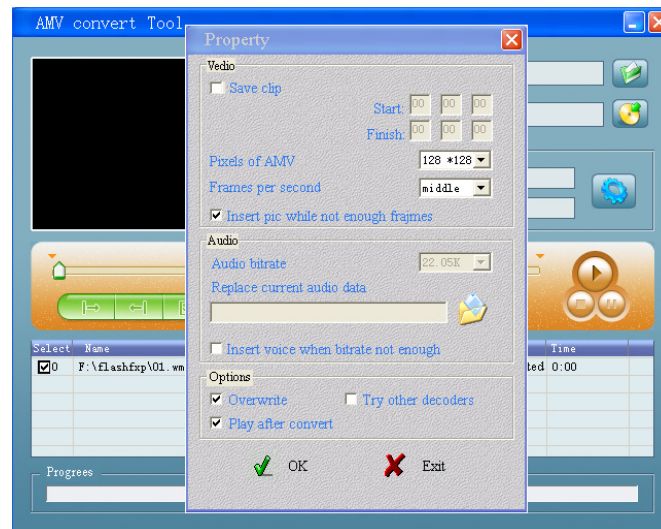 AMV convert Tool
Property
Vedio
Save clip
Start: 00 00 00
Finish: 00 00 00
Pixels of AMV 128 *128
Frames per second middle
Insert pic while not enough frajmes
Audio
Audio bitrate 22.05K
Replace current audio data
Insert voice when bitrate not enough
Select Name Time
0 F:\flashfxp\01.wm ted 0:00
Options
Overwrite Try other decoders
Play after convert
OK Exit
Progrees